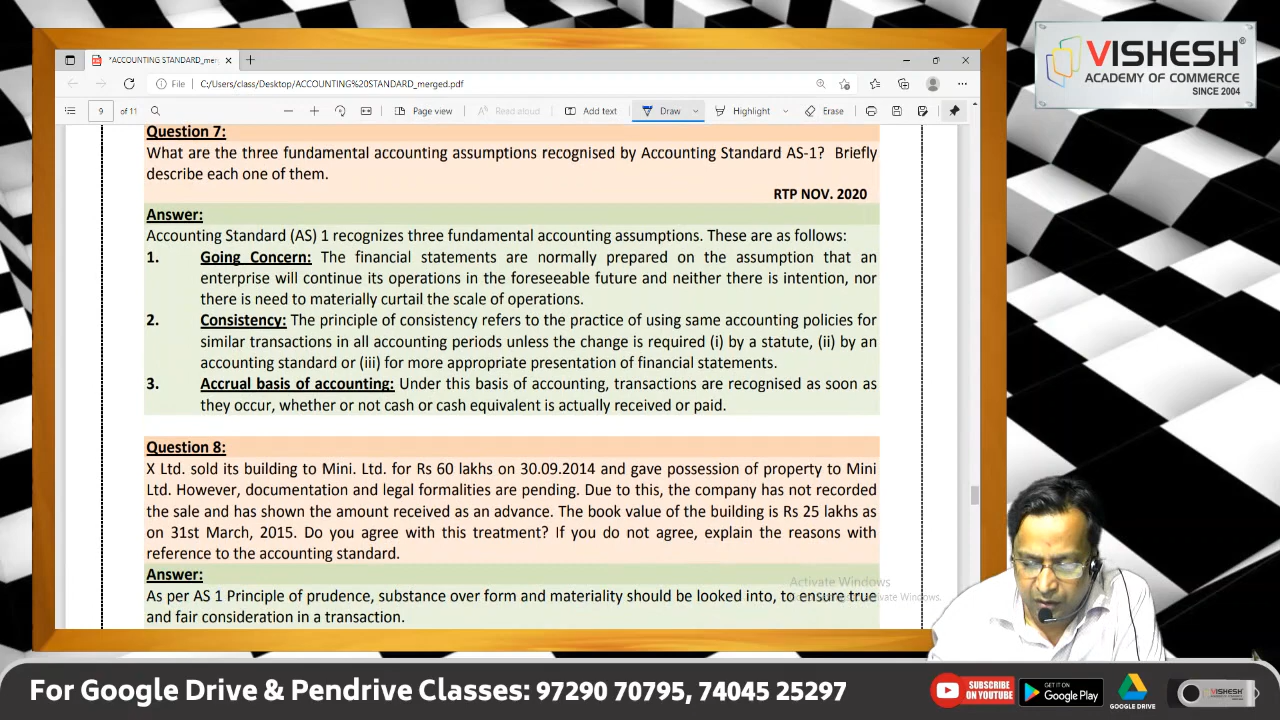 *ACCOUNTING STANDARD_mer
File
C:/Users/class/Desktop/ACCOUNTING%20STANDARD_merged.pdf
9 of 11
Page view
Read aloud
Add text
Draw
Highlight
Erase
VISHESH®
ACADEMY OF COMMERCE
SINCE 2004
Question 7:
What are the three fundamental accounting assumptions recognised by Accounting Standard AS-1? Briefly
describe each one of them.
RTP NOV. 2020
Answer:
Accounting Standard (AS) 1 recognizes three fundamental accounting assumptions. These are as follows:
1. Going Concern: The financial statements are normally prepared on the assumption that an
enterprise will continue its operations in the foreseeable future and neither there is intention, nor
there is need to materially curtail the scale of operations.
2. Consistency: The principle of consistency refers to the practice of using same accounting policies for
similar transactions in all accounting periods unless the change is required (i) by a statute, (ii) by an
accounting standard or (iii) for more appropriate presentation of financial statements.
3. Accrual basis of accounting: Under this basis of accounting, transactions are recognised as soon as
they occur, whether or not cash or cash equivalent is actually received or paid.
Question 8:
X Ltd. sold its building to Mini. Ltd. for Rs 60 lakhs on 30.09.2014 and gave possession of property to Mini
Ltd. However, documentation and legal formalities are pending. Due to this, the company has not recorded
the sale and has shown the amount received as an advance. The book value of the building is Rs 25 lakhs as
on 31st March, 2015. Do you agree with this treatment? If you do not agree, explain the reasons with
reference to the accounting standard.
Answer:
Activate Windows
As per AS 1 Principle of prudence, substance over form and materiality should be looked into, to ensure true
Windows.
and fair consideration in a transaction.
For Google Drive & Pendrive Classes: 97290 70795, 74045 25297
SUBSCRIBE
ON YOUTUBE
GET IT ON
Google Play
GOOGLE DRIVE
VISHESH